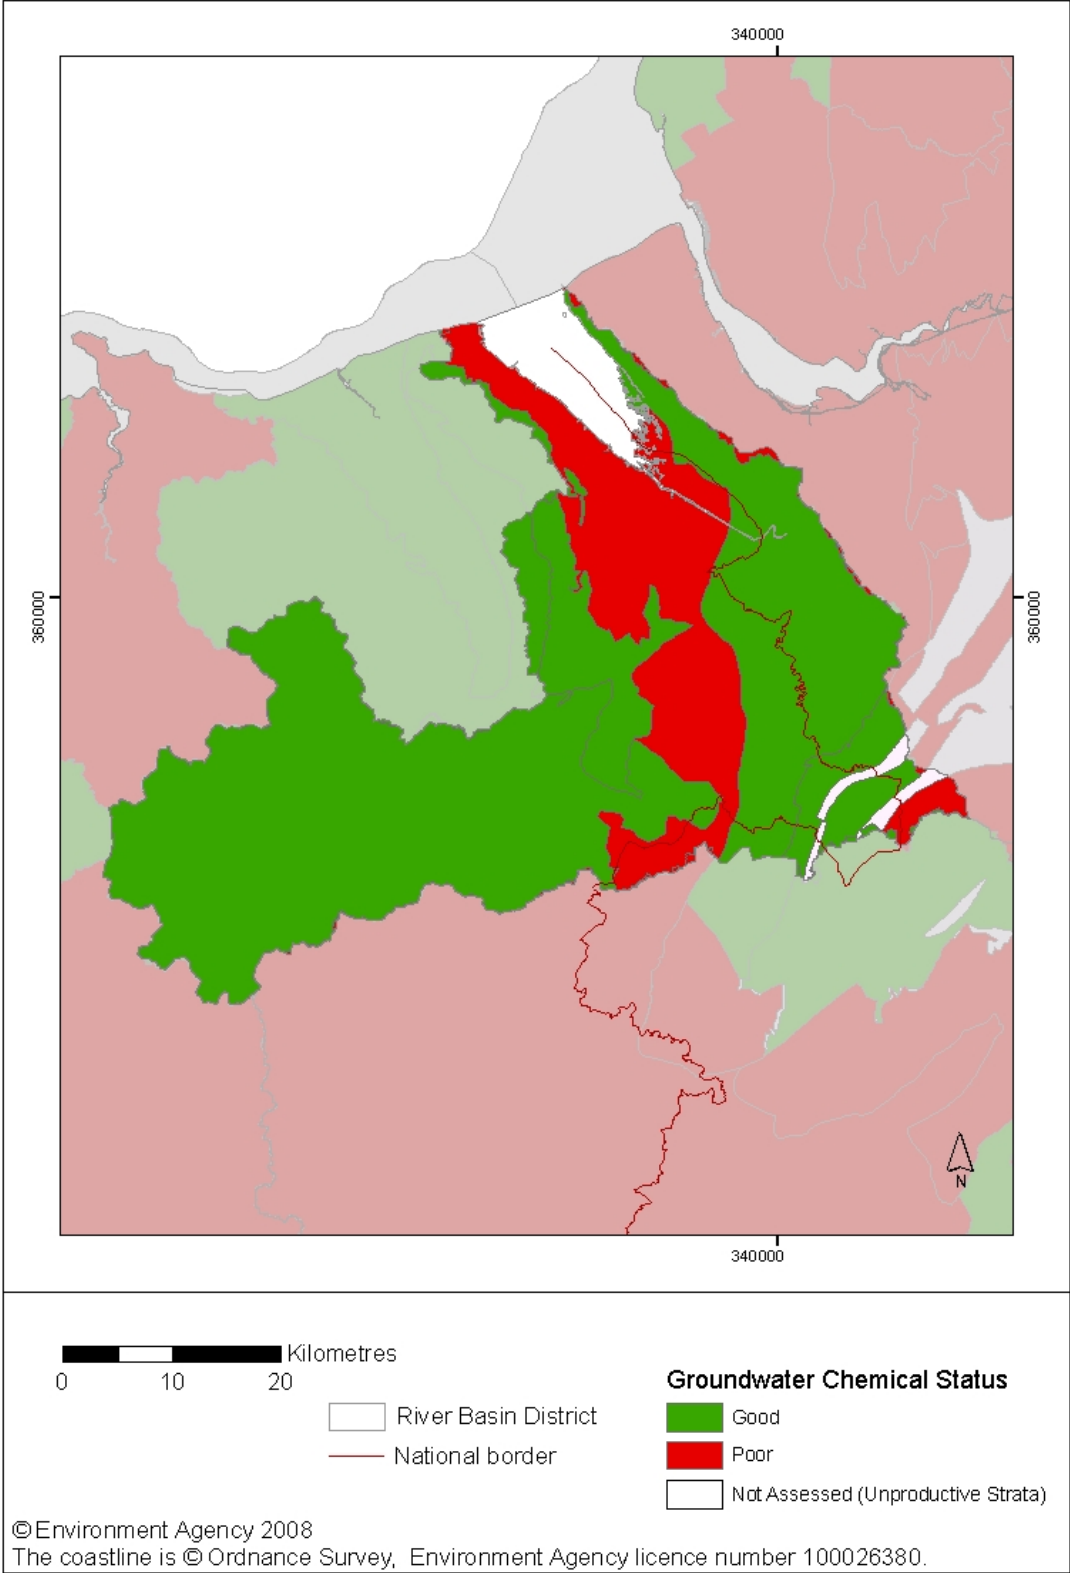 340000
360000
360000
N
340000
Kilometres
0 10 20
River Basin District
National border
Groundwater Chemical Status
Good
Poor
Not Assessed (Unproductive Strata)
© Environment Agency 2008
The coastline is © Ordnance Survey, Environment Agency licence number 100026380.